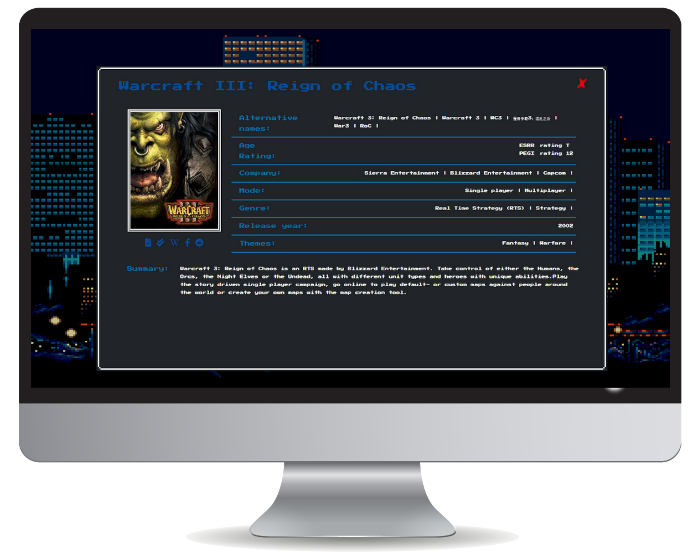 Warcraft III: Reign of Chaos
✘
WARCRAFT
Alternative names:
Warcraft 3: Reign of Chaos | Warcraft 3 | WC3 |
War3 | RoC |
Age Rating:
ESRB rating T
PEGI rating 12
Company:
Sierra Entertainment | Blizzard Entertainment | Capcom |
Mode:
Single player | Multiplayer |
Genre:
Real Time Strategy (RTS) | Strategy |
Release year:
2002
Themes:
Fantasy | Warfare |
Summary:
Warcraft 3: Reign of Chaos is an RTS made by Blizzard Entertainment. Take control of either the Humans, the
Orcs, the Night Elves or the Undead, all with different unit types and heroes with unique abilities.Play
the story driven single player campaign, go online to play default- or custom maps against people around
the world or create your own maps with the map creation tool.